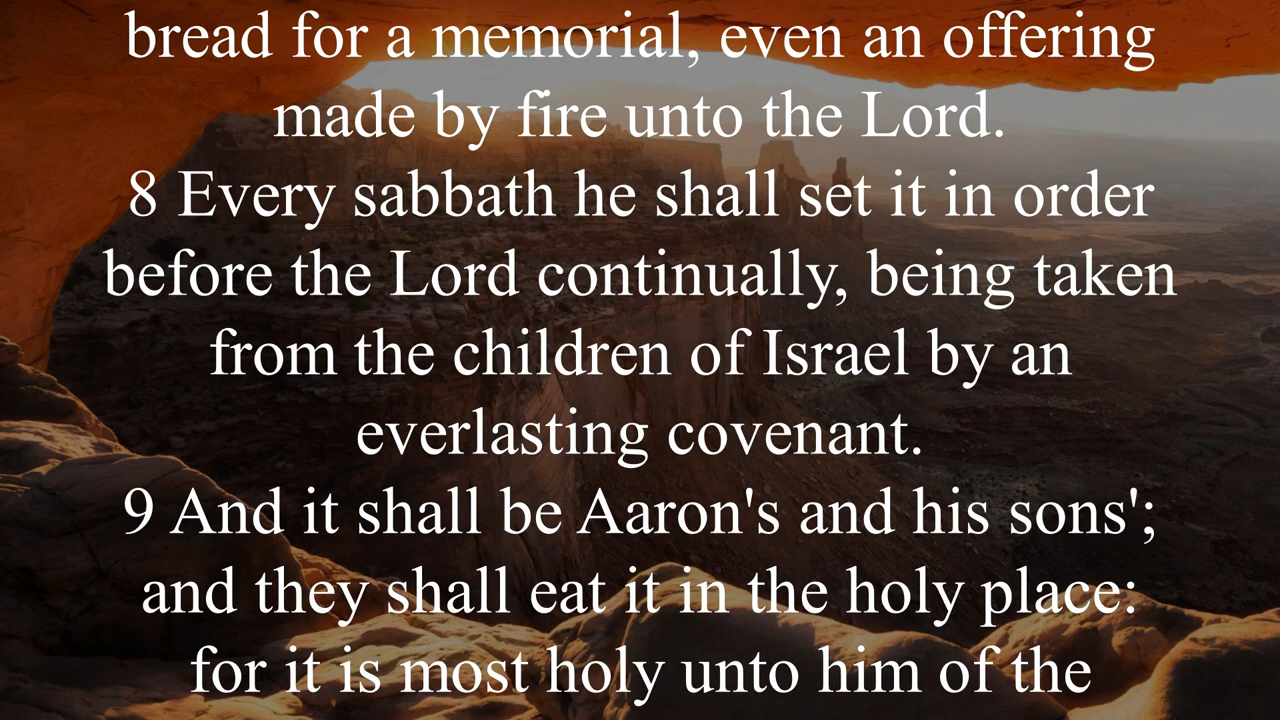 bread for a memorial, even an offering
made by fire unto the Lord.
8 Every sabbath he shall set it in order
before the Lord continually, being taken
from the children of Israel by an
everlasting covenant.
9 And it shall be Aaron's and his sons';
and they shall eat it in the holy place:
for it is most holy unto him of the